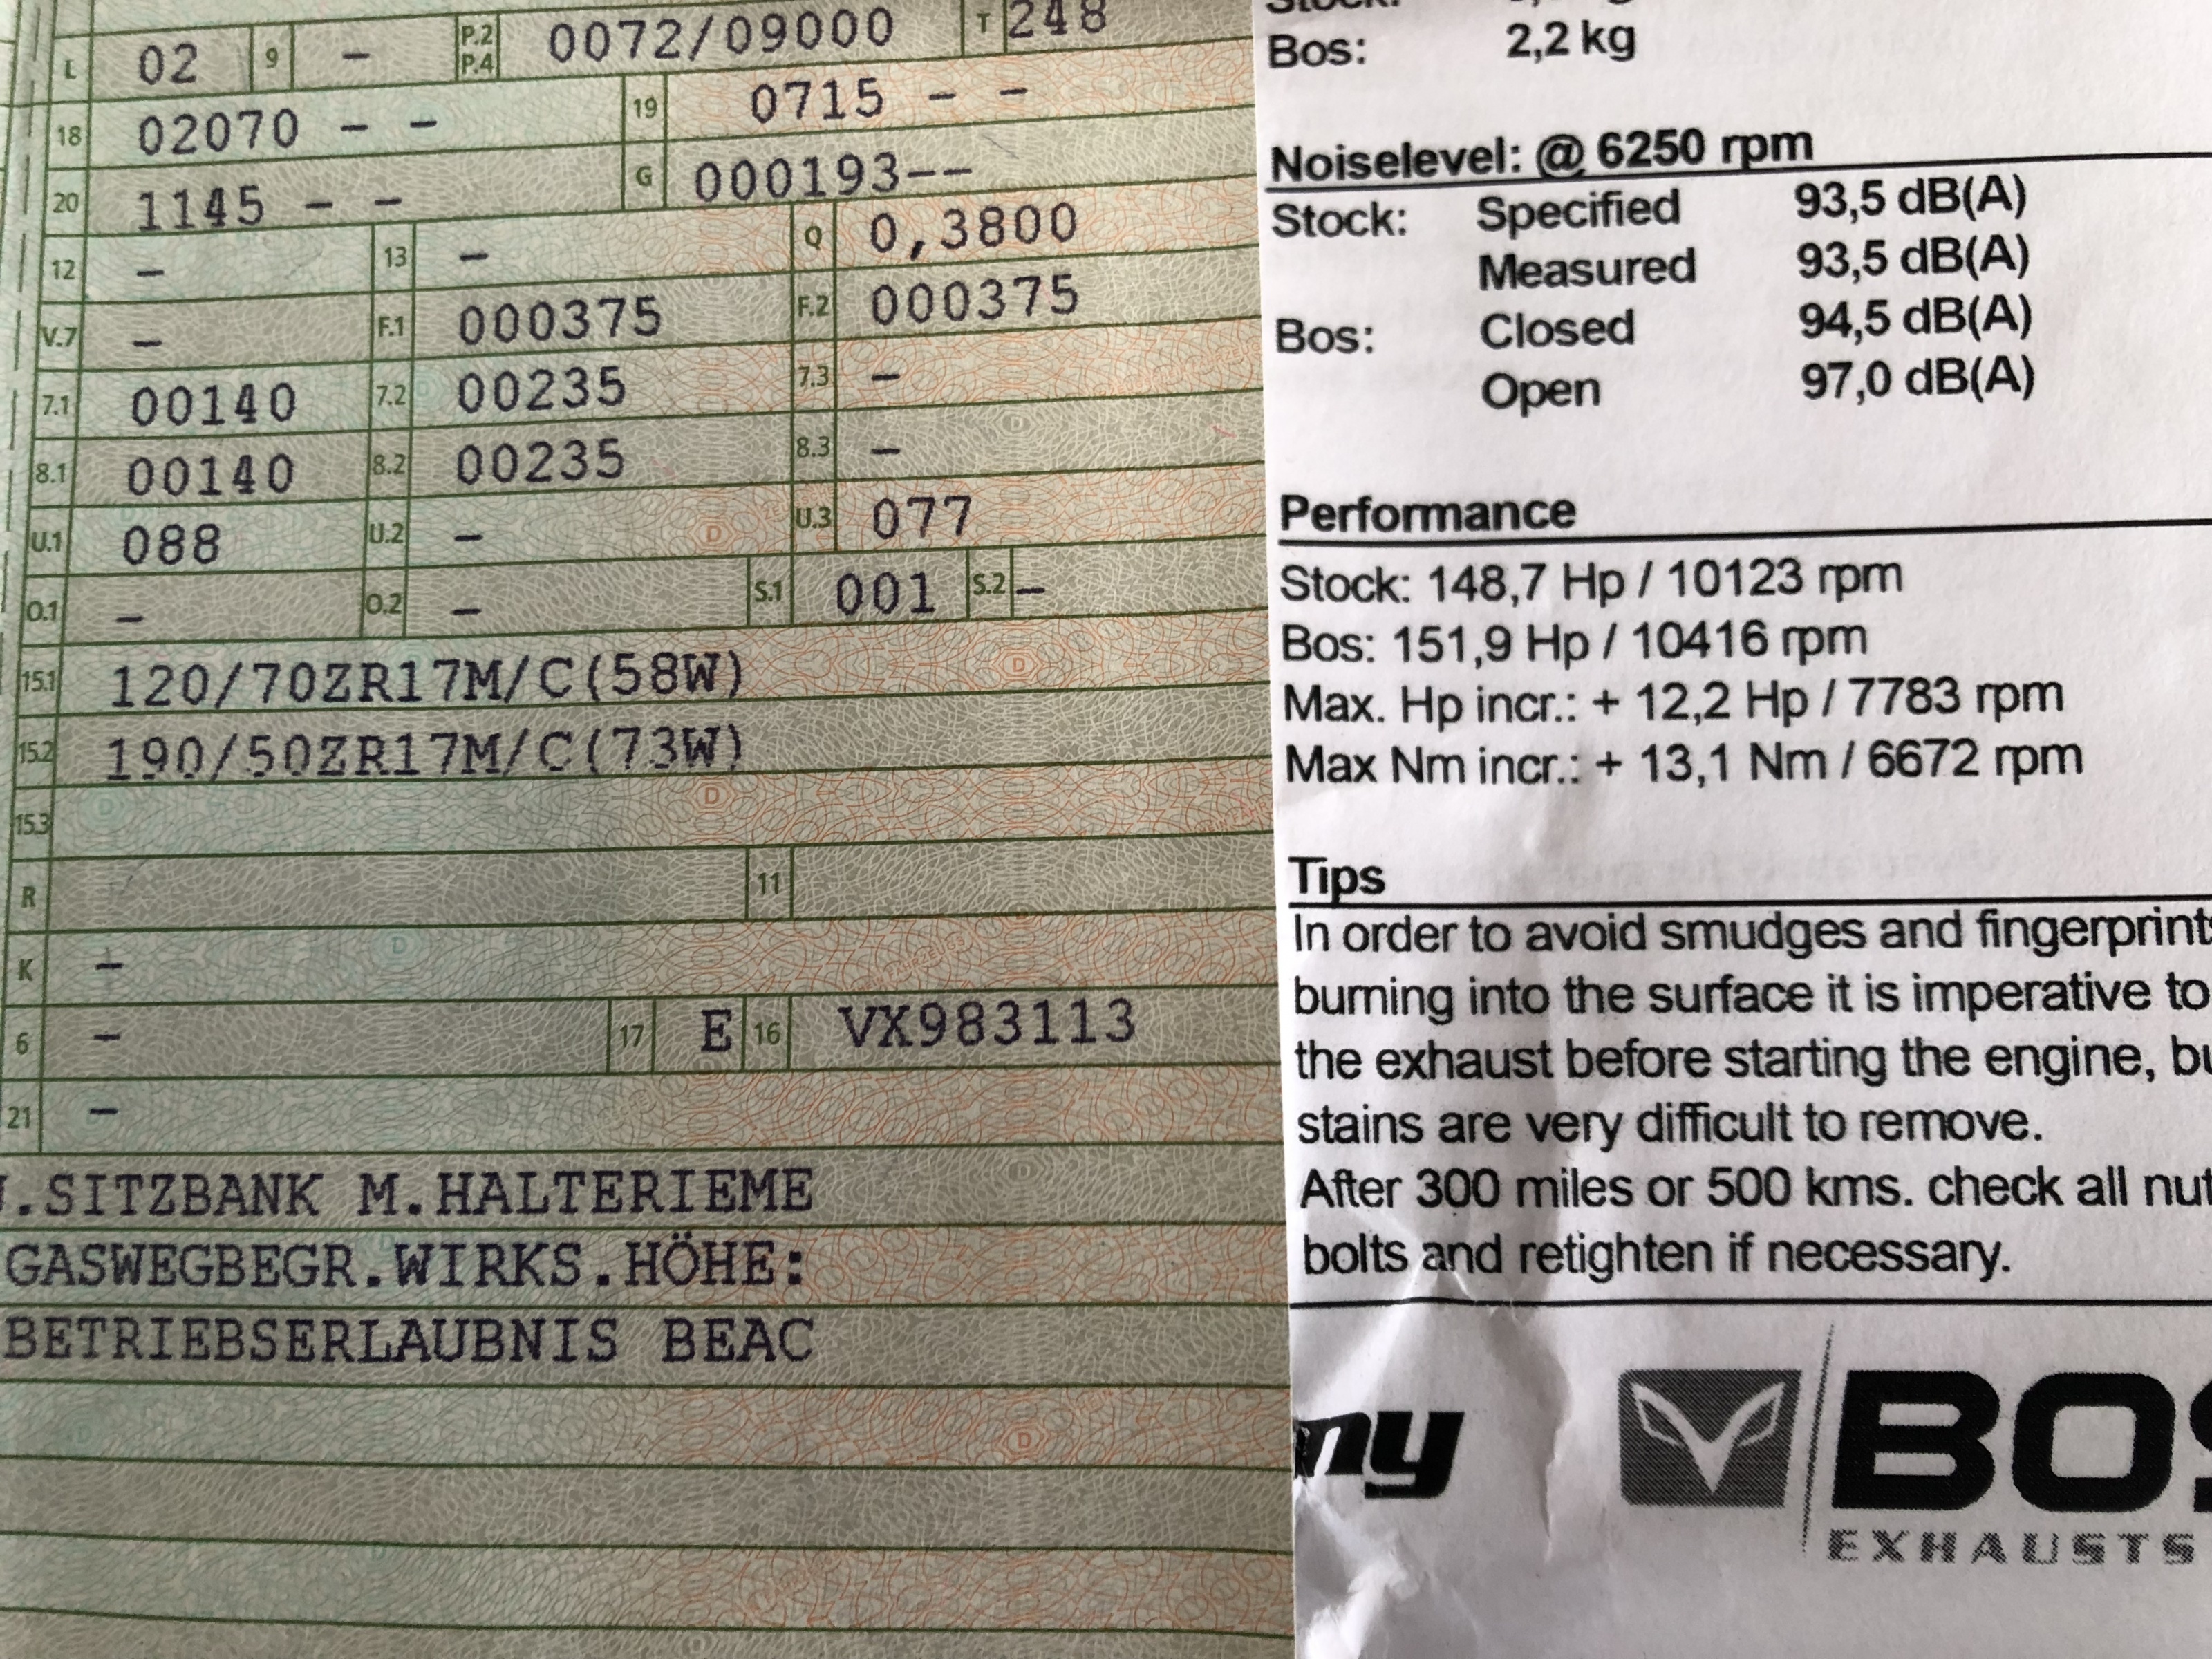 L 02 9 - P.2 P.4 0072/09000 T 248
18 02070 - - 19 0715 - -
20 1145 - - G 000193--
12 - 13 - Q 0,3800
V.7 - F.1 000375 F.2 000375
7.1 00140 7.2 00235 7.3 -
8.1 00140 8.2 00235 8.3 -
U.1 088 U.2 - U.3 077
O.1 - O.2 - S.1 001 S.2 -
15.1 120/70ZR17M/C(58W)
15.2 190/50ZR17M/C(73W)
15.3
R 11
K -
6 - 17 E 16 VX983113
21 -
.SITZBANK M.HALTERIEME
GASWEGBEGR.WIRKS.HÖHE:
BETRIEBSERLAUBNIS BEAC
Bos: 2,2 kg
Noiselevel: @ 6250 rpm
Stock: Specified 93,5 dB(A)
Measured 93,5 dB(A)
Bos: Closed 94,5 dB(A)
Open 97,0 dB(A)
Performance
Stock: 148,7 Hp / 10123 rpm
Bos: 151,9 Hp / 10416 rpm
Max. Hp incr.: + 12,2 Hp / 7783 rpm
Max Nm incr.: + 13,1 Nm / 6672 rpm
Tips
In order to avoid smudges and fingerprint
burning into the surface it is imperative to
the exhaust before starting the engine, bu
stains are very difficult to remove.
After 300 miles or 500 kms. check all nut
bolts and retighten if necessary.
ny BOS
EXHAUSTS